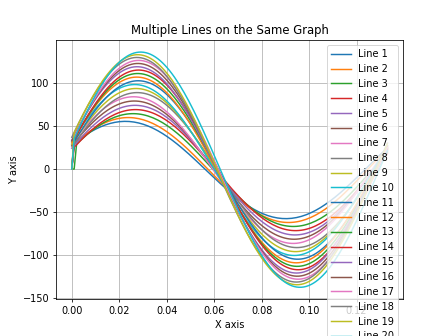 Multiple Lines on the Same Graph
Y axis
100
50
0
−50
−100
−150
0.00
0.02
0.04
0.06
0.08
0.10
X axis
Line 1
Line 2
Line 3
Line 4
Line 5
Line 6
Line 7
Line 8
Line 9
Line 10
Line 11
Line 12
Line 13
Line 14
Line 15
Line 16
Line 17
Line 18
Line 19
Line 20